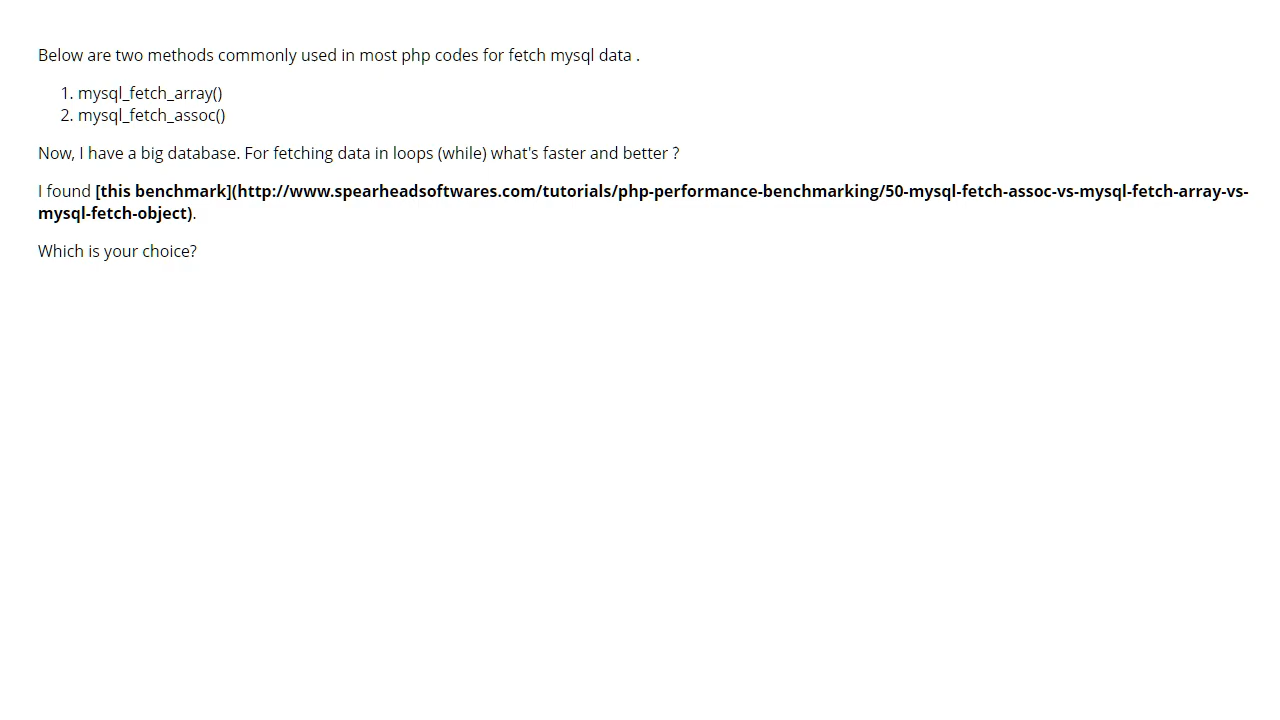 Below are two methods commonly used in most php codes for fetch mysql data .
1. mysql_fetch_array()
2. mysql_fetch_assoc()
Now, I have a big database. For fetching data in loops (while) what's faster and better ?
I found [this benchmark](http://www.spearheadsoftwares.com/tutorials/php-performance-benchmarking/50-mysql-fetch-assoc-vs-mysql-fetch-array-vs-
mysql-fetch-object).
Which is your choice?